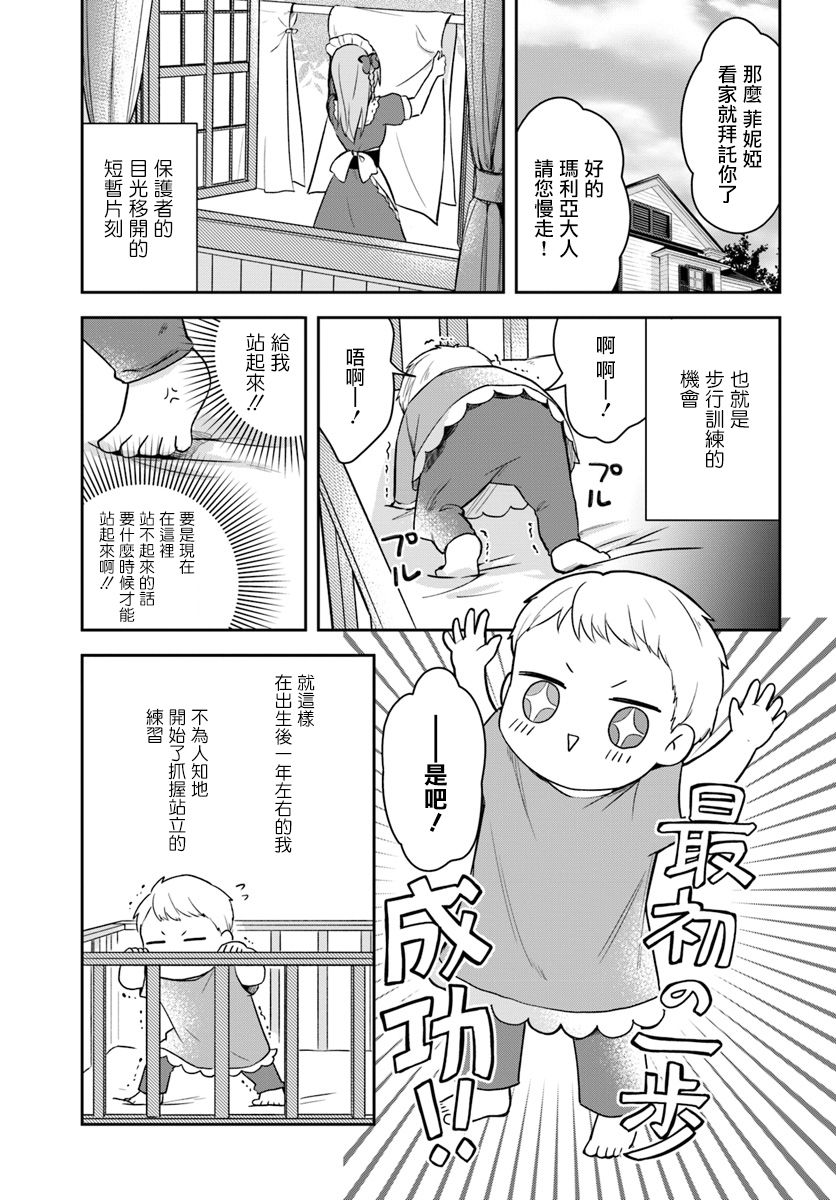 那麼 菲妮婭
看家就拜託你了
好的
瑪利亞大人
請您慢走！
保護者的
目光移開的
短暫片刻
也就是
步行訓練的
機會
啊啊—！
唔啊—！
プルプル
給我
站起來!!
要是現在
在這裡
站不起來的話
要什麼時候才能
站起來啊!!
——是吧！
最初の一歩
成功!!
就這樣
在出生後一年左右的我
不為人知地
開始了抓握站立的
練習